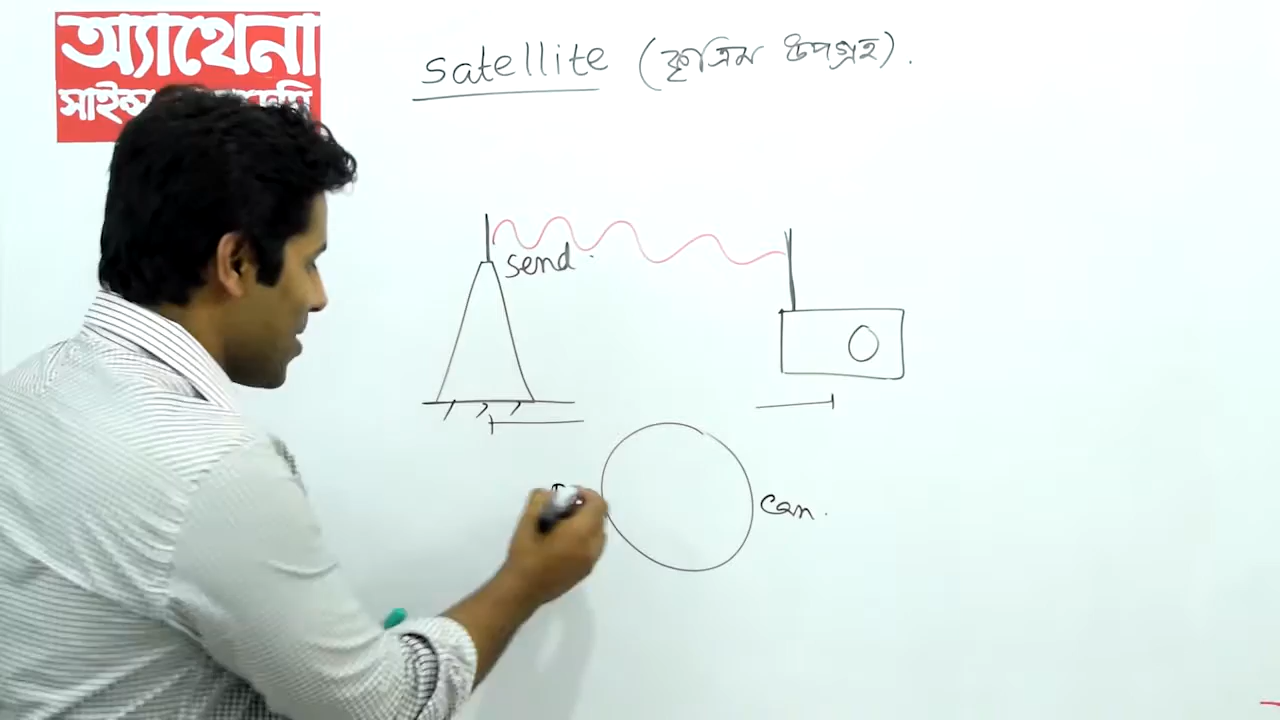 অ্যাথেনা
satellite (কৃত্রিম উপগ্রহ).
send.
can.